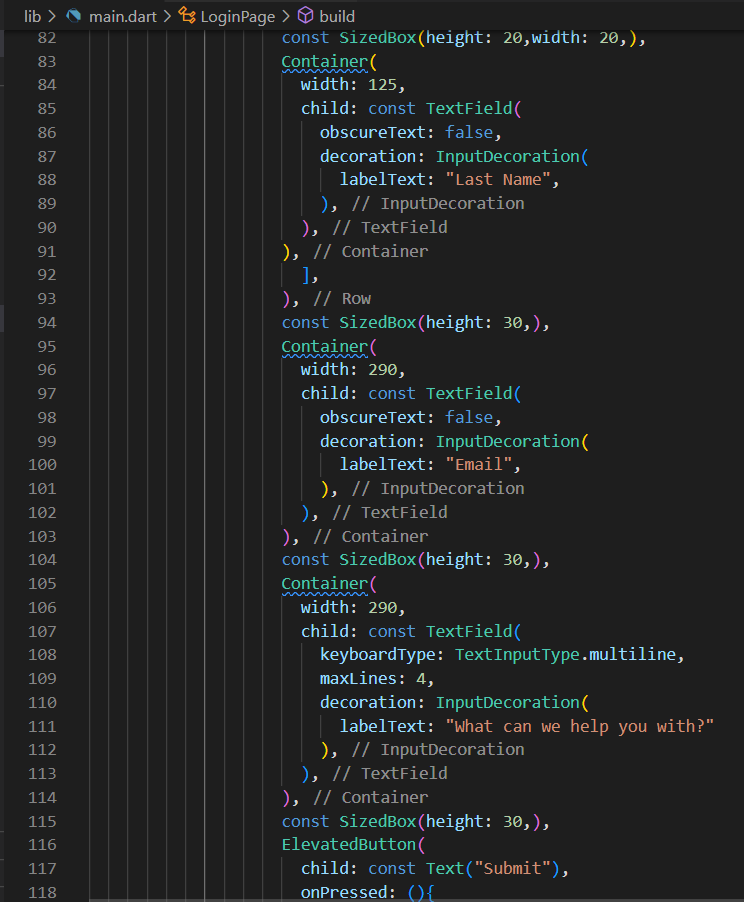 lib > main.dart > LoginPage > build
82 const SizedBox(height: 20,width: 20,),
83 Container(
84 width: 125,
85 child: const TextField(
86 obscureText: false,
87 decoration: InputDecoration(
88 labelText: "Last Name",
89 ), // InputDecoration
90 ), // TextField
91 ), // Container
92 ],
93 ), // Row
94 const SizedBox(height: 30,),
95 Container(
96 width: 290,
97 child: const TextField(
98 obscureText: false,
99 decoration: InputDecoration(
100 labelText: "Email",
101 ), // InputDecoration
102 ), // TextField
103 ), // Container
104 const SizedBox(height: 30,),
105 Container(
106 width: 290,
107 child: const TextField(
108 keyboardType: TextInputType.multiline,
109 maxLines: 4,
110 decoration: InputDecoration(
111 labelText: "What can we help you with?"
112 ), // InputDecoration
113 ), // TextField
114 ), // Container
115 const SizedBox(height: 30,),
116 ElevatedButton(
117 child: const Text("Submit"),
118 onPressed: (){